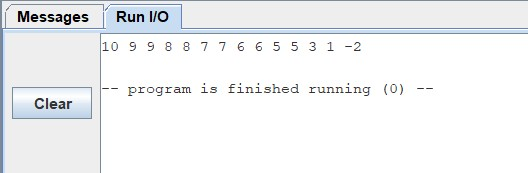 Messages Run I/O
10 9 9 8 8 7 7 6 6 5 5 3 1 -2
-- program is finished running (0) --
Clear